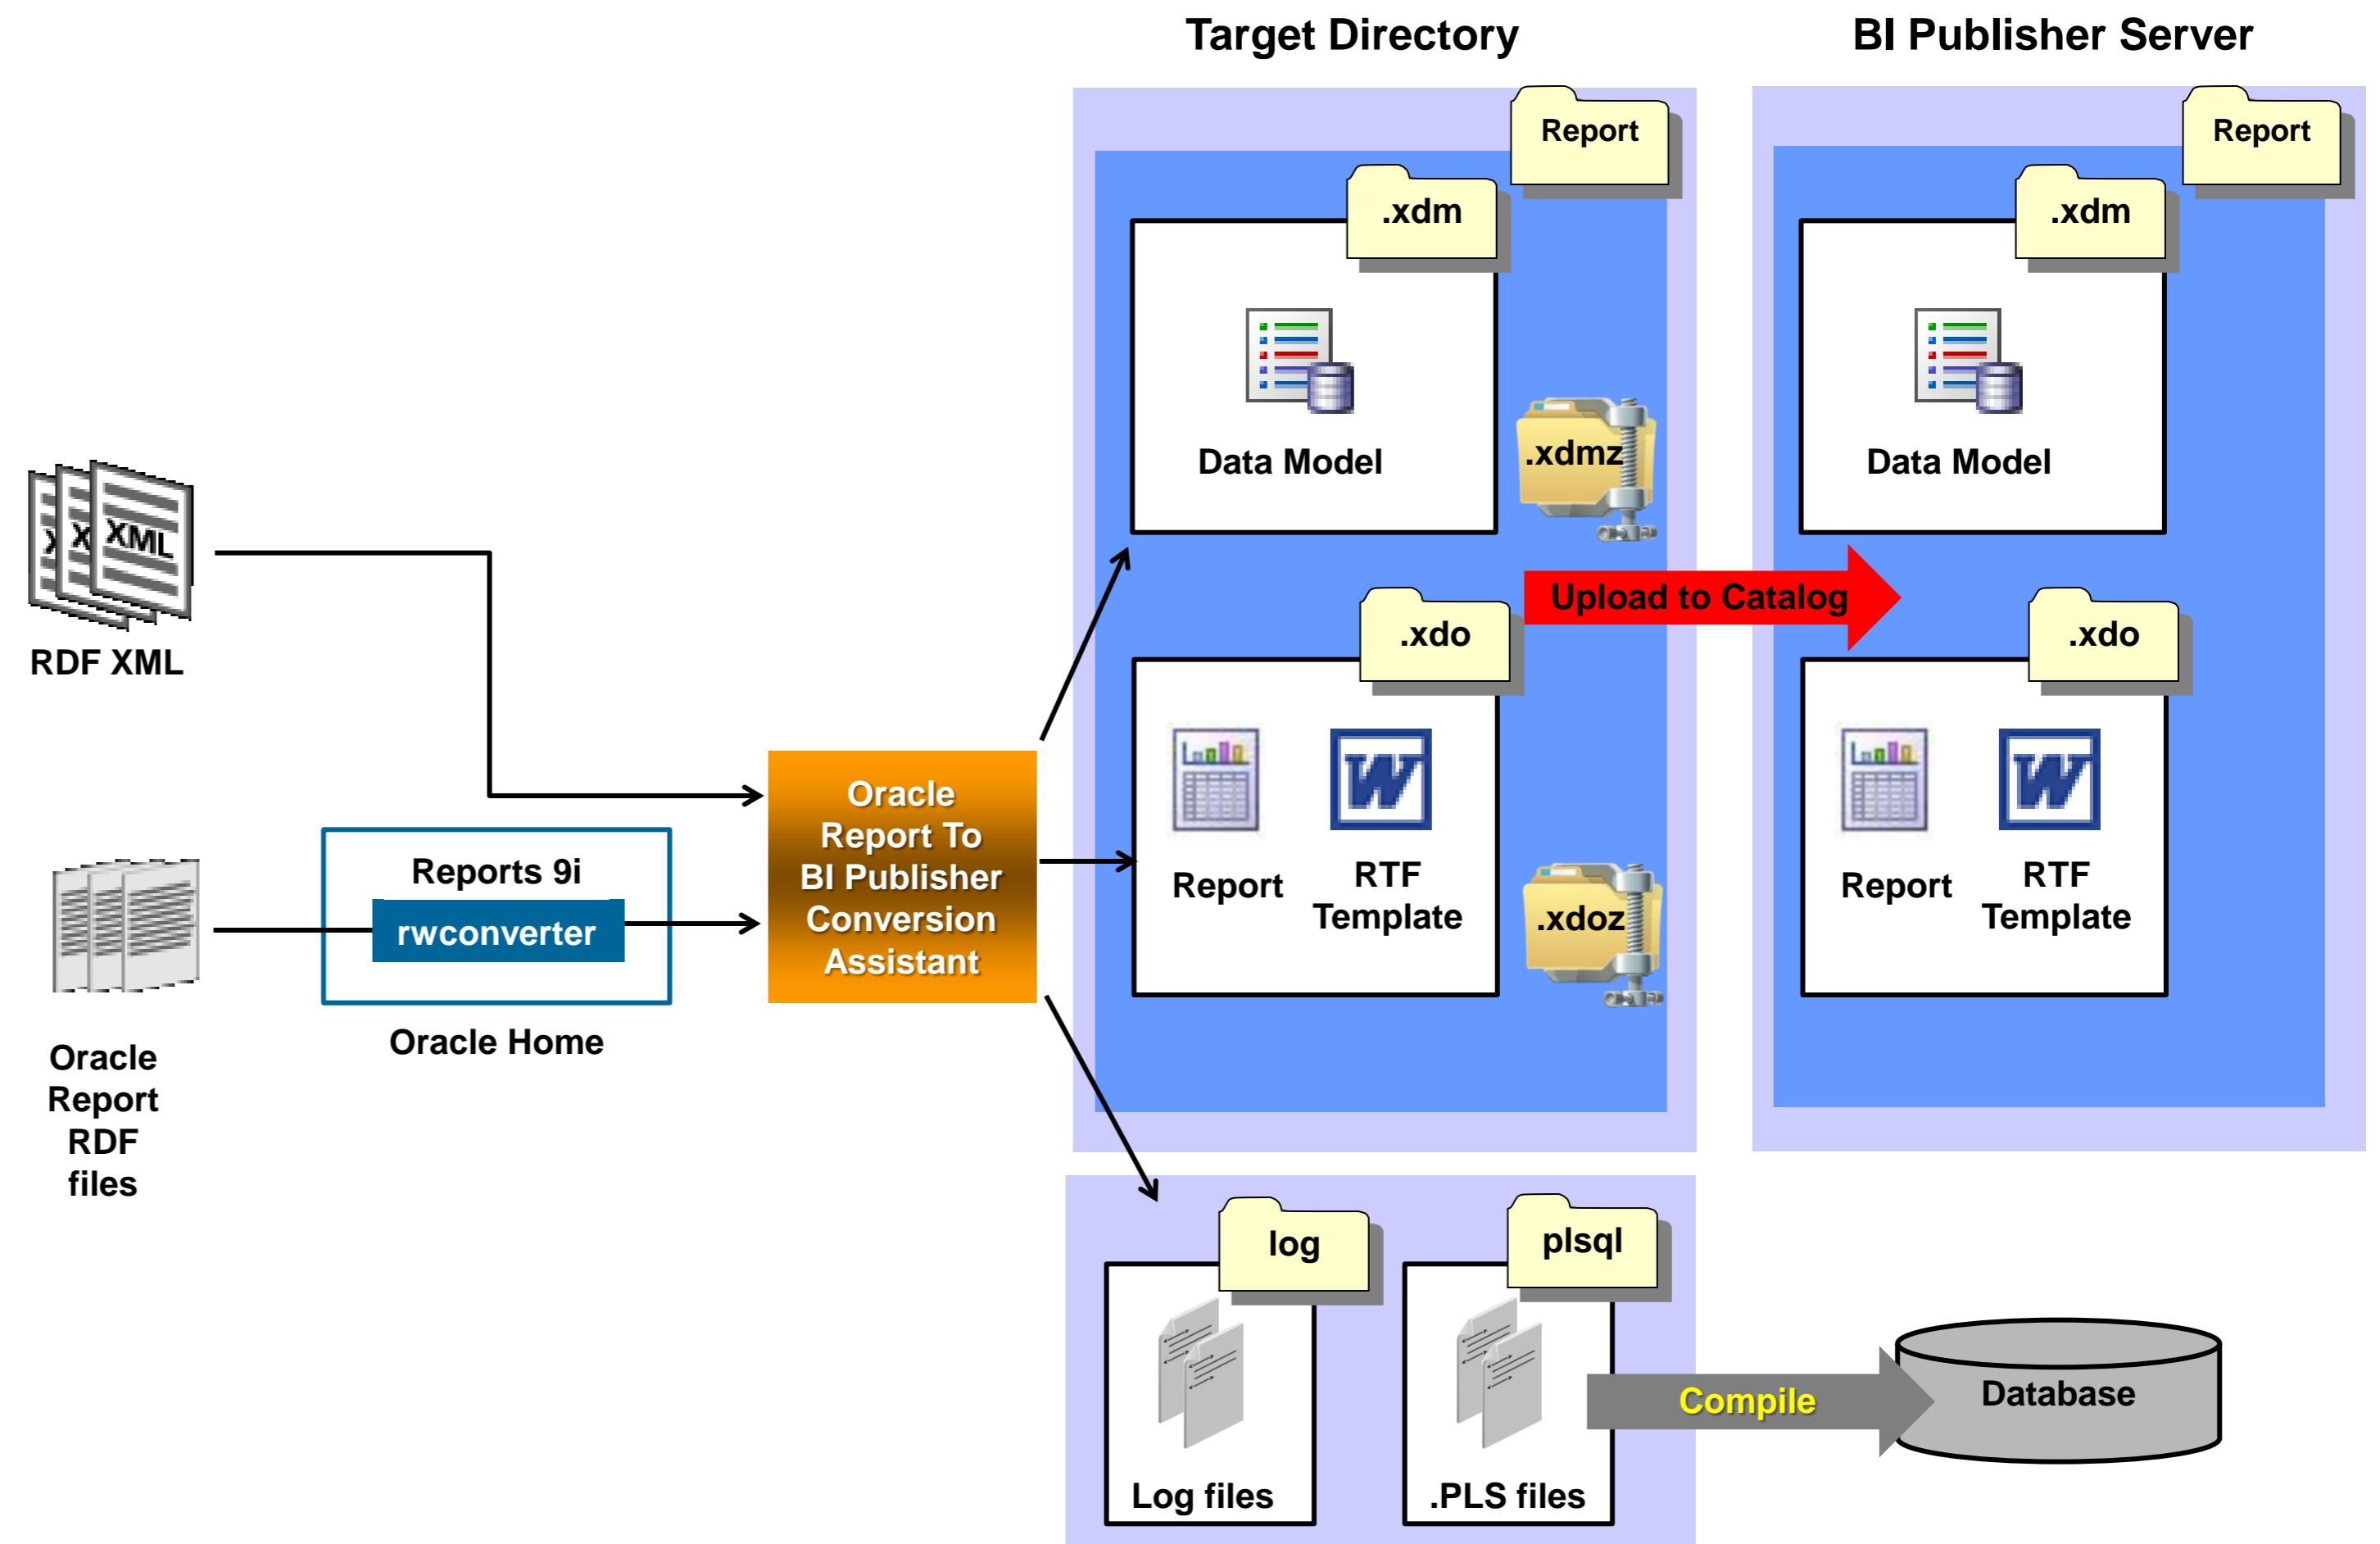 Target Directory
BI Publisher Server
Report
.xdm
Data Model
.xdmz
.xdo
Report
RTF
Template
.xdoz
Upload to Catalog
Report
.xdm
Data Model
.xdo
Report
RTF
Template
XML
X
X
RDF XML
Oracle
Report
RDF
files
Reports 9i
rwconverter
Oracle Home
Oracle
Report To
BI Publisher
Conversion
Assistant
log
Log files
plsql
.PLS files
Compile
Database
W
W